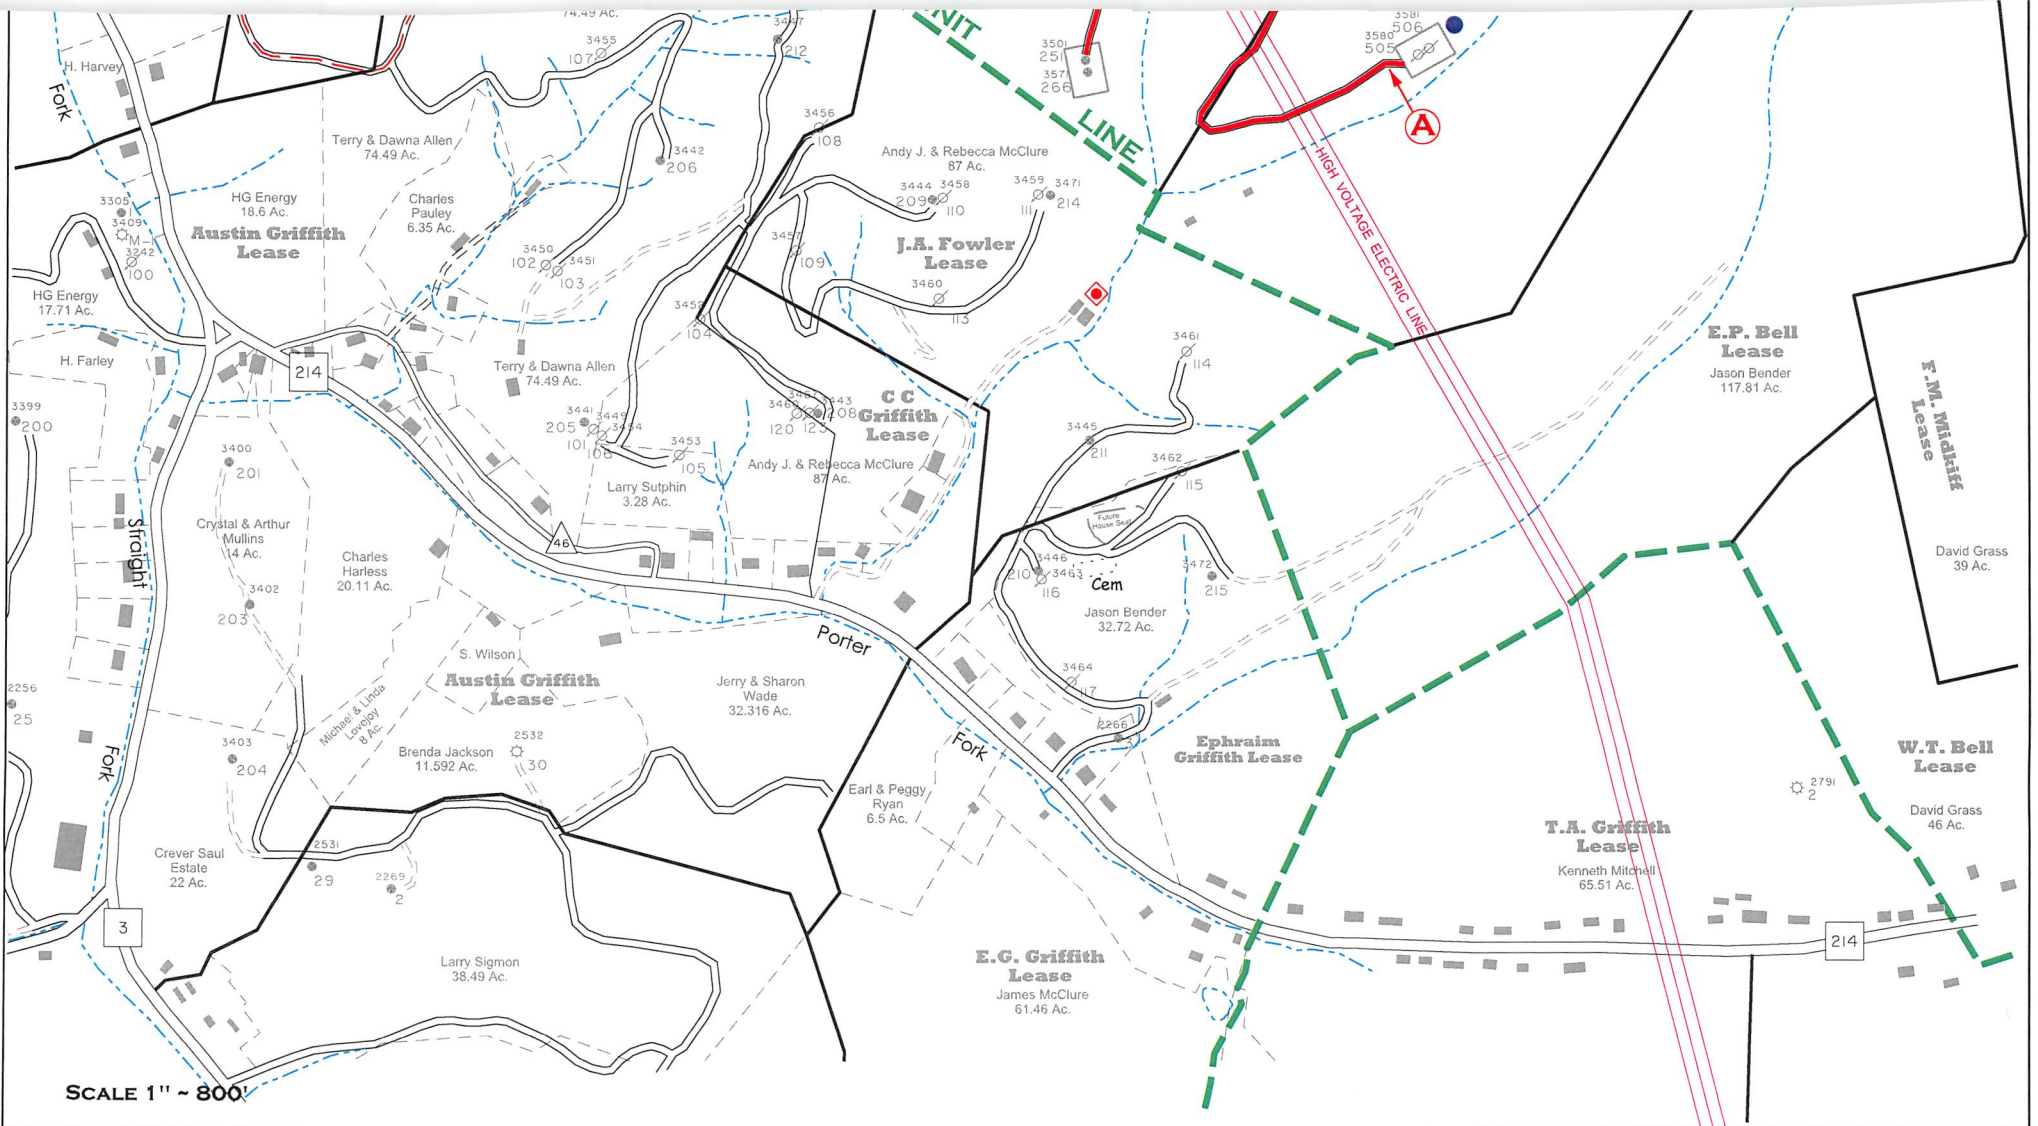 74.49 Ac.
3455
107
3447
212
UNIT
LINE
3501
251
3571
266
3581
506
3580
505
A
H. Harvey
Fork
Terry & Dawna Allen
74.49 Ac.
3442
206
3456
108
Andy J. & Rebecca McClure
87 Ac.
3444
209
3458
110
3459
111
3471
214
HIGH VOLTAGE ELECTRIC LINE
HG Energy
18.6 Ac.
Charles
Pauley
6.35 Ac.
3305
1
3409
M-1
3242
100
Austin Griffith
Lease
3450
102
3451
103
3457
109
J.A. Fowler
Lease
3460
113
HG Energy
17.71 Ac.
3452
104
H. Farley
214
Terry & Dawna Allen
74.49 Ac.
3461
114
E.P. Bell
Lease
Jason Bender
117.81 Ac.
F.M. Midkiff
Lease
3399
200
3441
205
3449
101
3454
106
3453
105
3443
208
120
C C
Griffith
Lease
Andy J. & Rebecca McClure
87 Ac.
3445
211
3462
115
3400
201
Larry Sutphin
3.28 Ac.
Future
House Seat
Crystal & Arthur
Mullins
14 Ac.
Straight
Charles
Harless
20.11 Ac.
46
3446
210
3463
116
Cem
3472
215
David Grass
39 Ac.
3402
203
Jason Bender
32.72 Ac.
Porter
S. Wilson
Austin Griffith
Lease
Jerry & Sharon
Wade
32.316 Ac.
3464
117
2256
25
Michael & Linda
Lovejoy
8 Ac.
2266
3
Fork
3403
204
Fork
Brenda Jackson
11.592 Ac.
2532
30
Ephraim
Griffith Lease
W.T. Bell
Lease
2791
2
Earl & Peggy
Ryan
6.5 Ac.
David Grass
46 Ac.
T.A. Griffith
Lease
Kenneth Mitchell
65.51 Ac.
Crever Saul
Estate
22 Ac.
2531
29
2269
2
3
214
Larry Sigmon
38.49 Ac.
E.G. Griffith
Lease
James McClure
61.46 Ac.
SCALE 1" ~ 800'